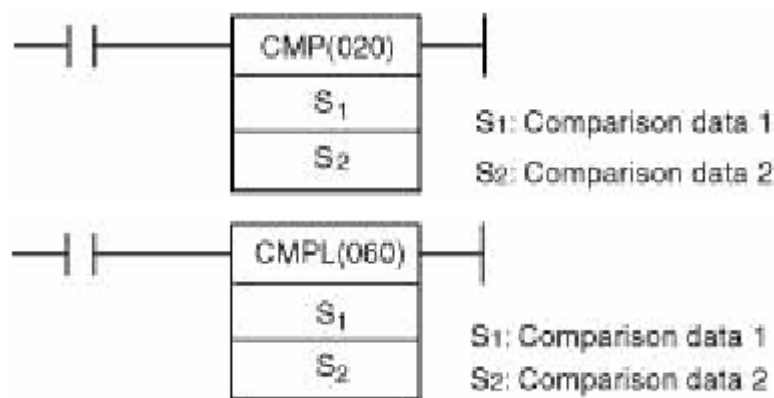 CMP(020)
S1
S2
S1: Comparison data 1
S2: Comparison data 2
CMPL(060)
S1
S2
S1: Comparison data 1
S2: Comparison data 2